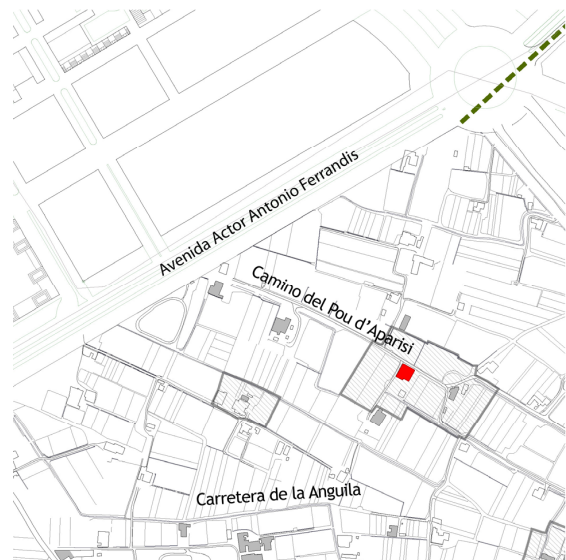 Avenida Actor Antonio Ferrandis
Camino del Pou d'Aparisi
Carretera de la Anguila